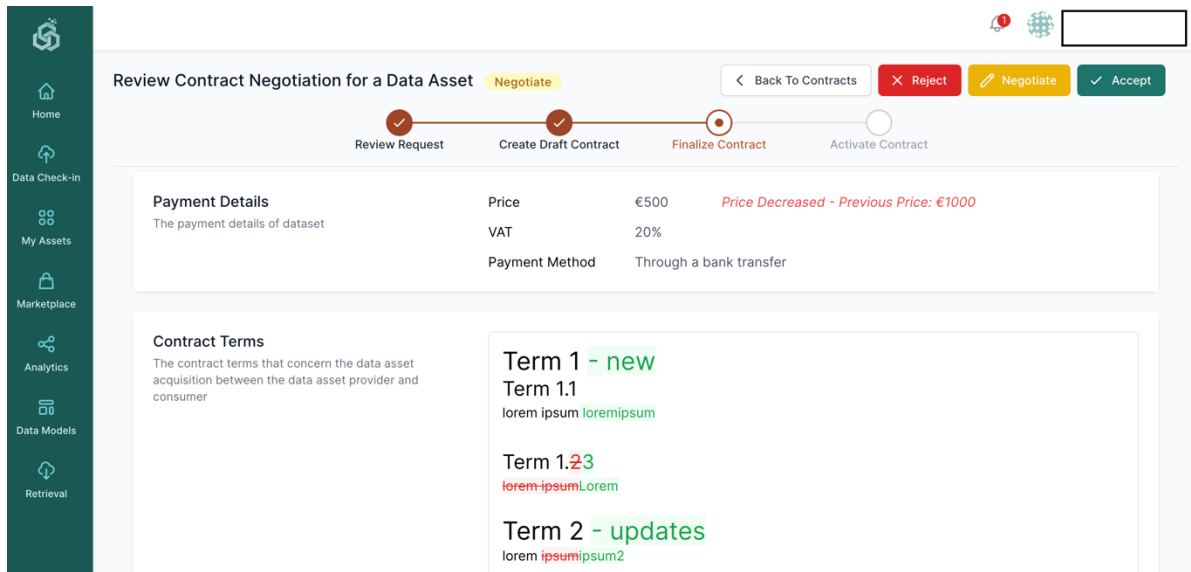 1
Review Contract Negotiation for a Data Asset Negotiate Back To Contracts Reject Negotiate Accept
Home
Review Request Create Draft Contract Finalize Contract Activate Contract
Data Check-in
My Assets
Marketplace
Analytics
Data Models
Retrieval
Payment Details
The payment details of dataset
Price €500 Price Decreased - Previous Price: €1000
VAT 20%
Payment Method Through a bank transfer
Contract Terms
The contract terms that concern the data asset
acquisition between the data asset provider and
consumer
Term 1 - new
Term 1.1
lorem ipsum loremipsum
Term 1.23
lorem ipsumLorem
Term 2 - updates
lorem ipsumipsum2